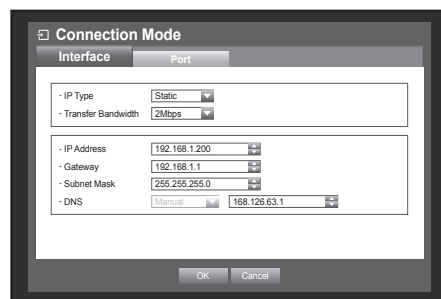 Connection Mode
Interface Port
· IP Type Static
· Transfer Bandwidth 2Mbps
· IP Address 192.168.1.200
· Gateway 192.168.1.1
· Subnet Mask 255.255.255.0
· DNS Manual 168.126.63.1
OK Cancel